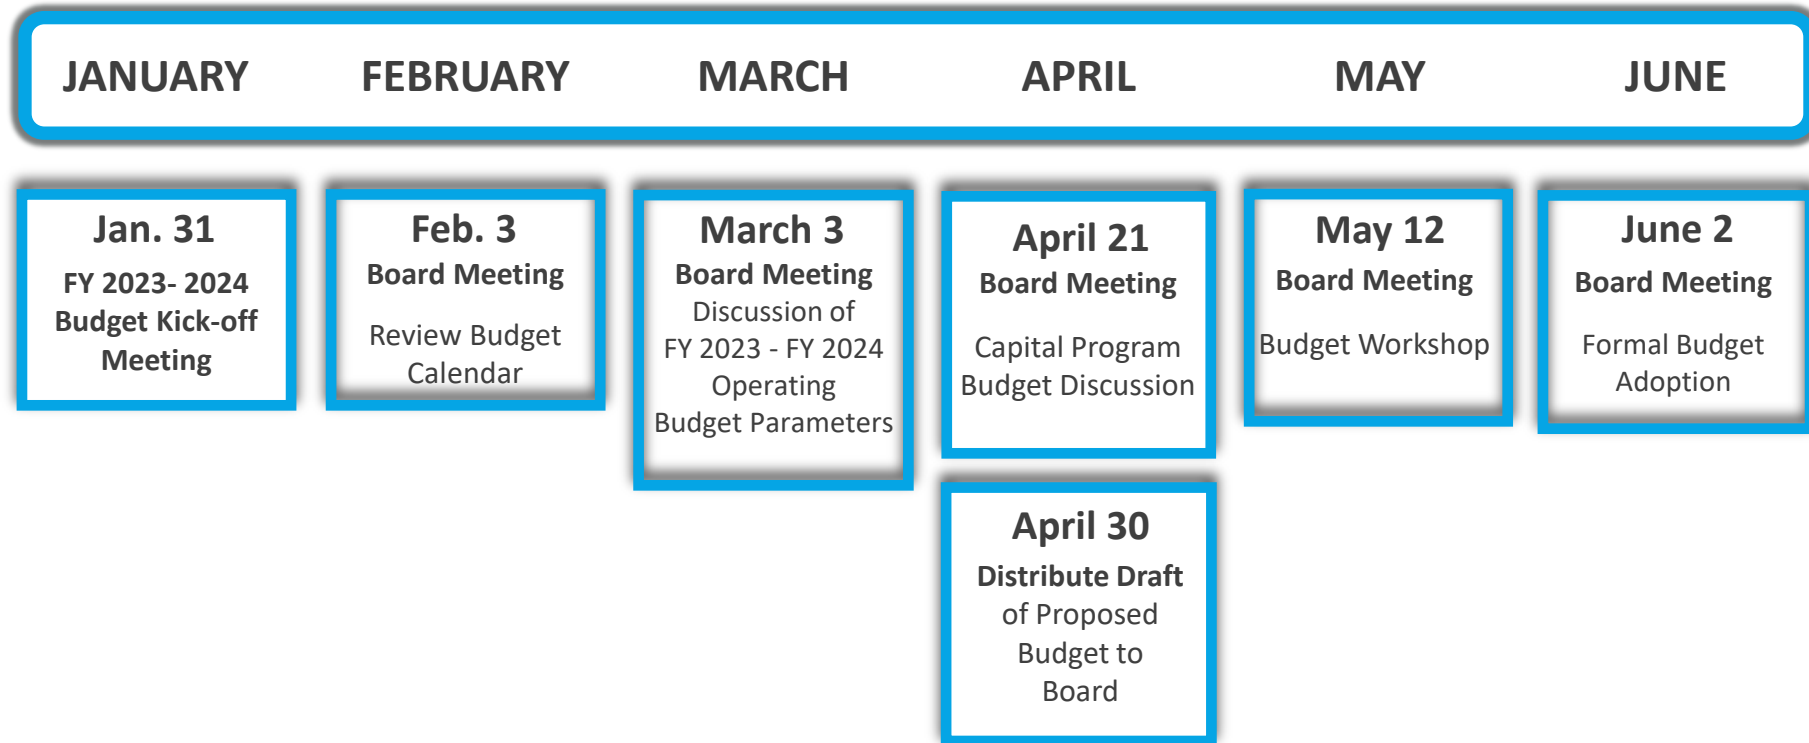 JANUARY FEBRUARY MARCH APRIL MAY JUNE
Jan. 31
FY 2023- 2024
Budget Kick-off
Meeting
Feb. 3
Board Meeting
Review Budget
Calendar
March 3
Board Meeting
Discussion of
FY 2023 - FY 2024
Operating
Budget Parameters
April 21
Board Meeting
Capital Program
Budget Discussion
April 30
Distribute Draft
of Proposed
Budget to
Board
May 12
Board Meeting
Budget Workshop
June 2
Board Meeting
Formal Budget
Adoption